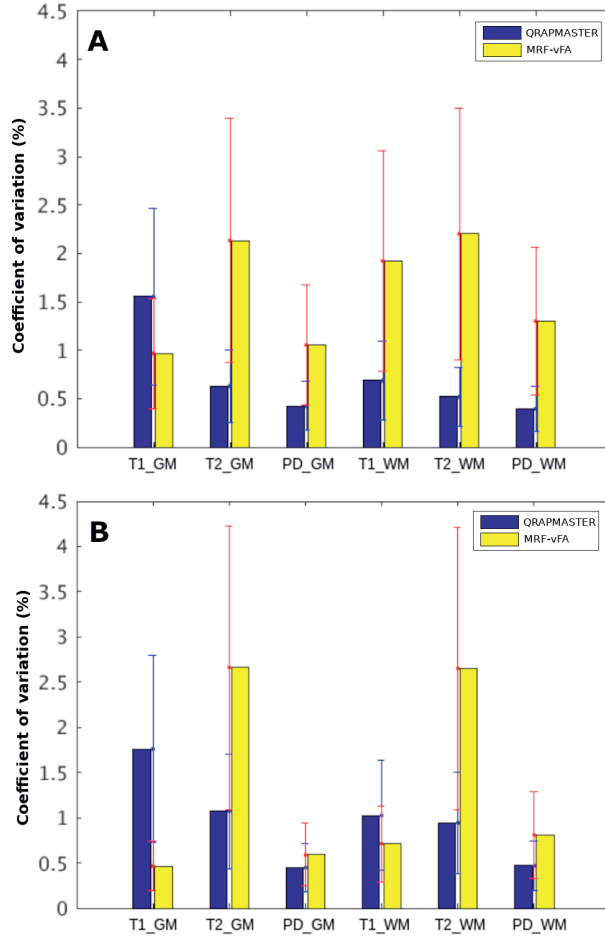 A
QRAPMASTER
MRF-vFA
Coefficient of variation (%)
4.5
4
3.5
3
2.5
2
1.5
1
0.5
0
T1_GM T2_GM PD_GM T1_WM T2_WM PD_WM
B
QRAPMASTER
MRF-vFA
Coefficient of variation (%)
4.5
4
3.5
3
2.5
2
1.5
1
0.5
0
T1_GM T2_GM PD_GM T1_WM T2_WM PD_WM